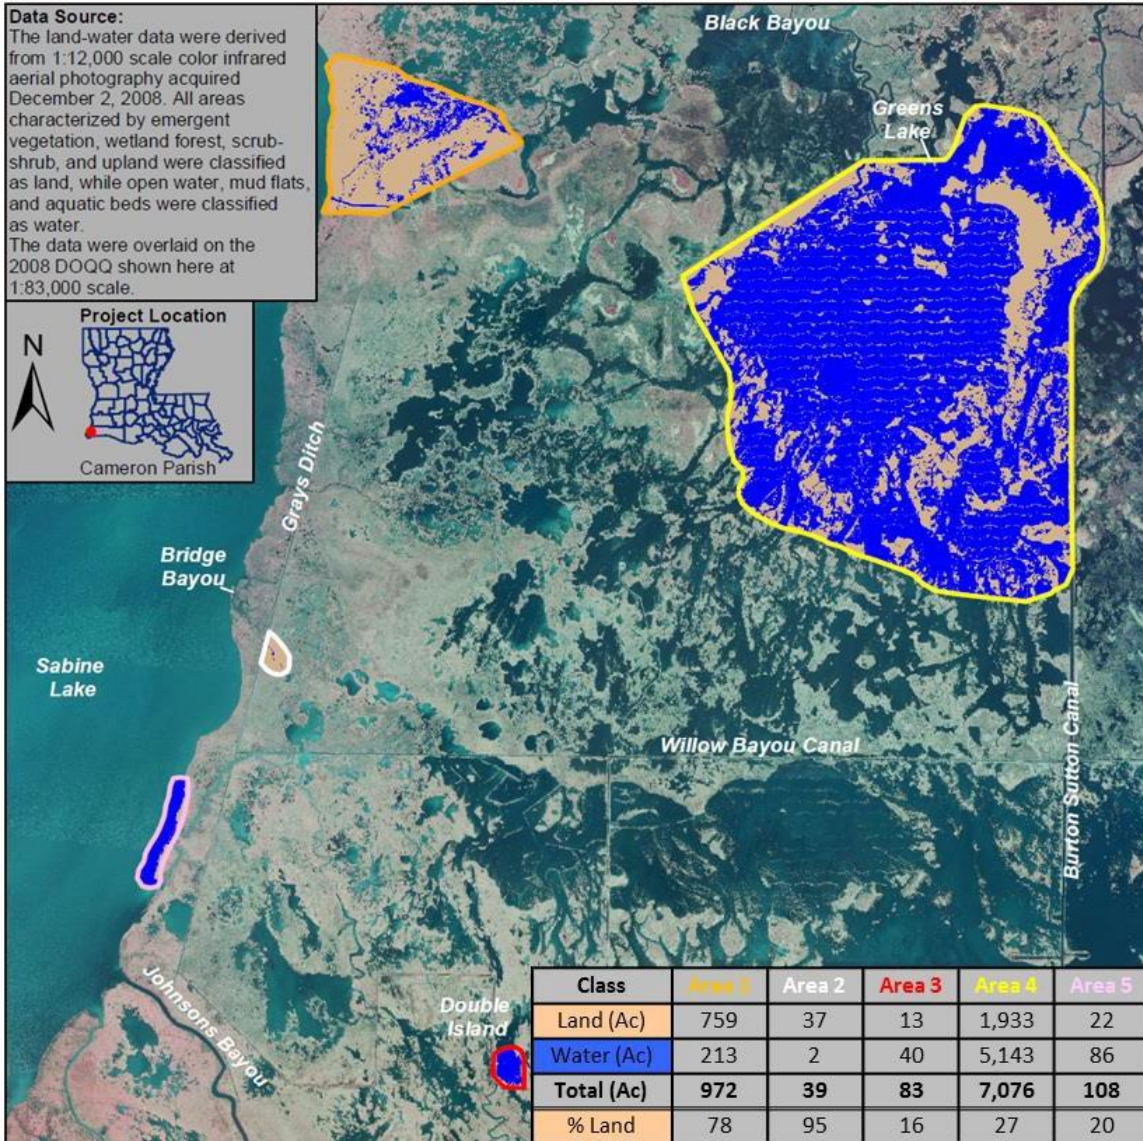 Data Source:
The land-water data were derived
from 1:12,000 scale color infrared
aerial photography acquired
December 2, 2008. All areas
characterized by emergent
vegetation, wetland forest, scrub-
shrub, and upland were classified
as land, while open water, mud flats,
and aquatic beds were classified
as water.
The data were overlaid on the
2008 DOQQ shown here at
1:83,000 scale.
Project Location
N
Cameron Parish
Black Bayou
Greens
Lake
Grays Ditch
Bridge
Bayou
Sabine
Lake
Willow Bayou Canal
Burton Sutton Canal
Johnsons Bayou
Double
Island
Class Area 1 Area 2 Area 3 Area 4 Area 5
Land (Ac) 759 37 13 1,933 22
Water (Ac) 213 2 40 5,143 86
Total (Ac) 972 39 83 7,076 108
% Land 78 95 16 27 20